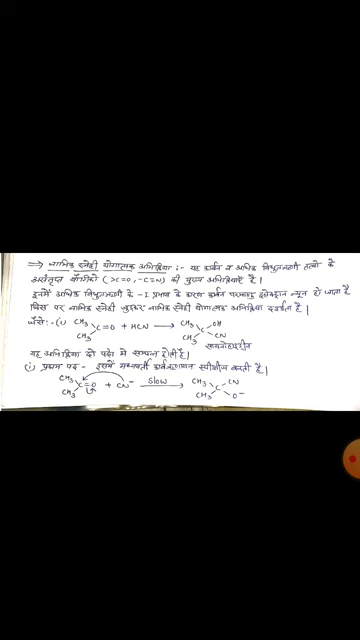 ⇒ नाभिक स्नेही योगात्मक अभिक्रिया :- यह कार्बन व अधिक विधुतऋणी तत्वो के
असंतृप्त यौगिको (>C=O, -C≡N) की मुख्य अभिक्रियाएँ है।
इनमें अधिक विधुतऋणी के -I प्रभाव के कारण कार्बन परमाणु इलेक्ट्रान न्यून हो जाता है
जिस पर नाभिक स्नेही जुड़कर नाभिक स्नेही योगात्मक अभिक्रिया दर्शाता है।
जैसे:- (i) CH3 CH3 >C=O + HCN → CH3 CH3 >C< OH CN
सायनोहाइड्रीन
यह अभिक्रिया दो पदो मे सम्पन्न होती है।
(i) प्रथम पद - इसमें मध्यवर्ती कार्बऋणायन स्पीशीज बनती है।
CH3 CH3 >C=O + CN⁻ Slow → CH3 CH3 >C< CN O⁻